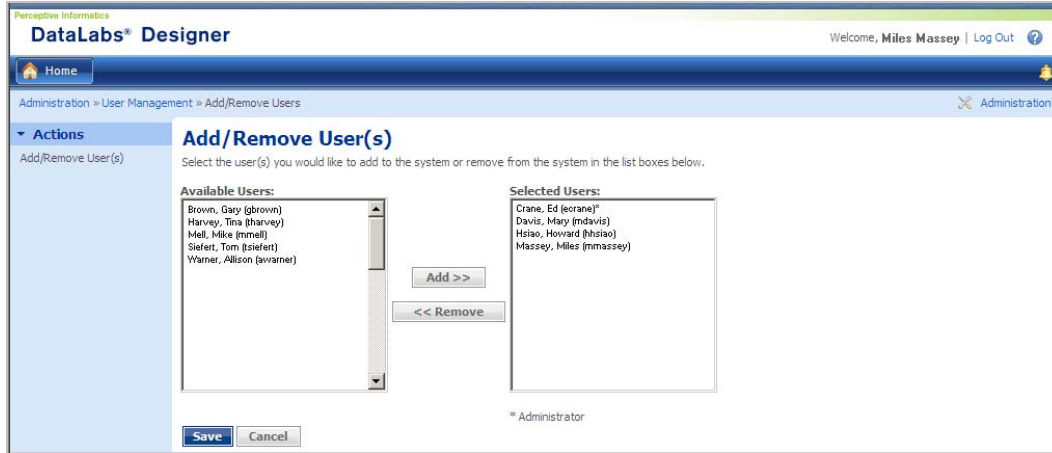 Perceptive Informatics
DataLabs® Designer
Welcome, Miles Massey | Log Out ?
Home
Administration » User Management » Add/Remove Users
Administration
Actions
Add/Remove User(s)
Add/Remove User(s)
Select the user(s) you would like to add to the system or remove from the system in the list boxes below.
Available Users:
Brown, Gary (gbrown)
Harvey, Tina (tharvey)
Mell, Mike (mmell)
Siefert, Tom (tsiefert)
Warner, Allison (awarner)
Add >>
<< Remove
Selected Users:
Crane, Ed (ecrane)*
Davis, Mary (mdavis)
Hsiao, Howard (hhsiao)
Massey, Miles (mmassey)
* Administrator
Save Cancel